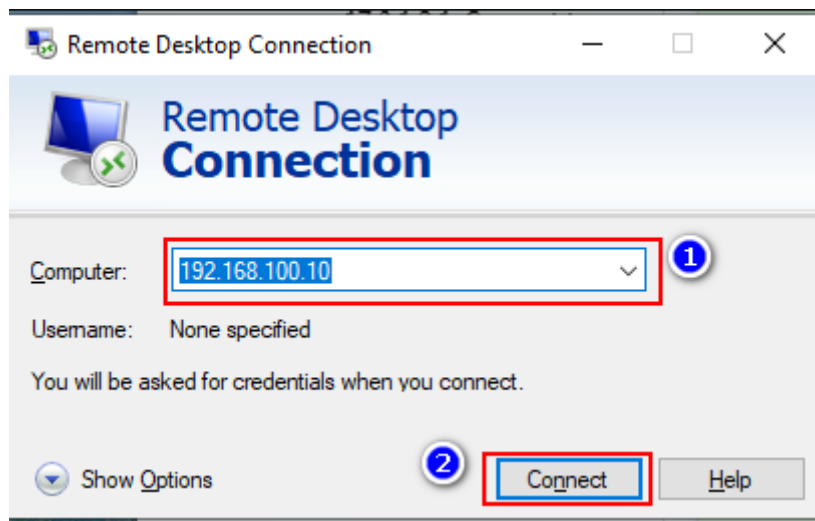 Remote Desktop Connection
Remote Desktop
Connection
Computer: 192.168.100.10
1
Username: None specified
You will be asked for credentials when you connect.
2
Show Options Connect Help